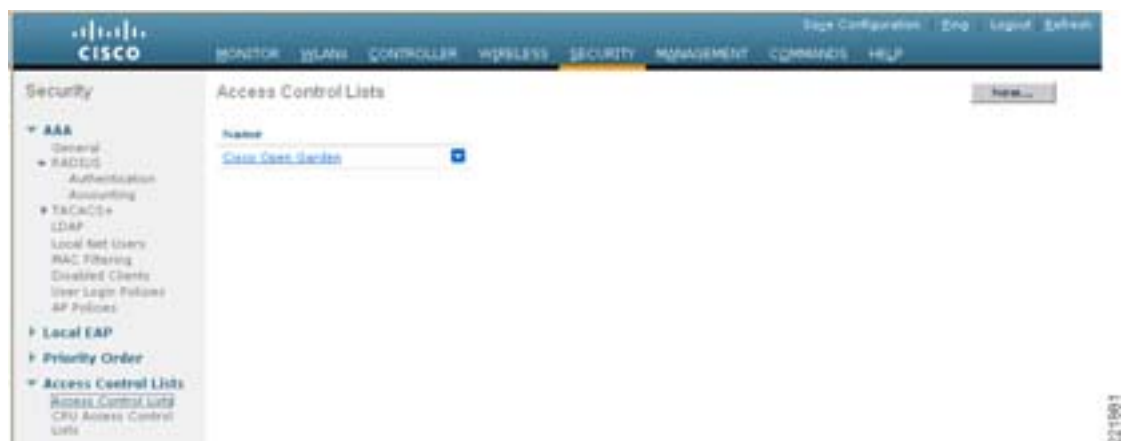 Save Configuration Ping Logout Refresh
CISCO
MONITOR WLANs CONTROLLER WIRELESS SECURITY MANAGEMENT COMMANDS HELP
Security
Access Control Lists
New...
AAA
General
RADIUS
Authentication
Accounting
TACACS+
LDAP
Local Net Users
MAC Filtering
Disabled Clients
User Login Policies
AP Policies
Local EAP
Priority Order
Access Control Lists
Access Control Lists
CPU Access Control
Lists
Name
Cisco Open Garden
221981